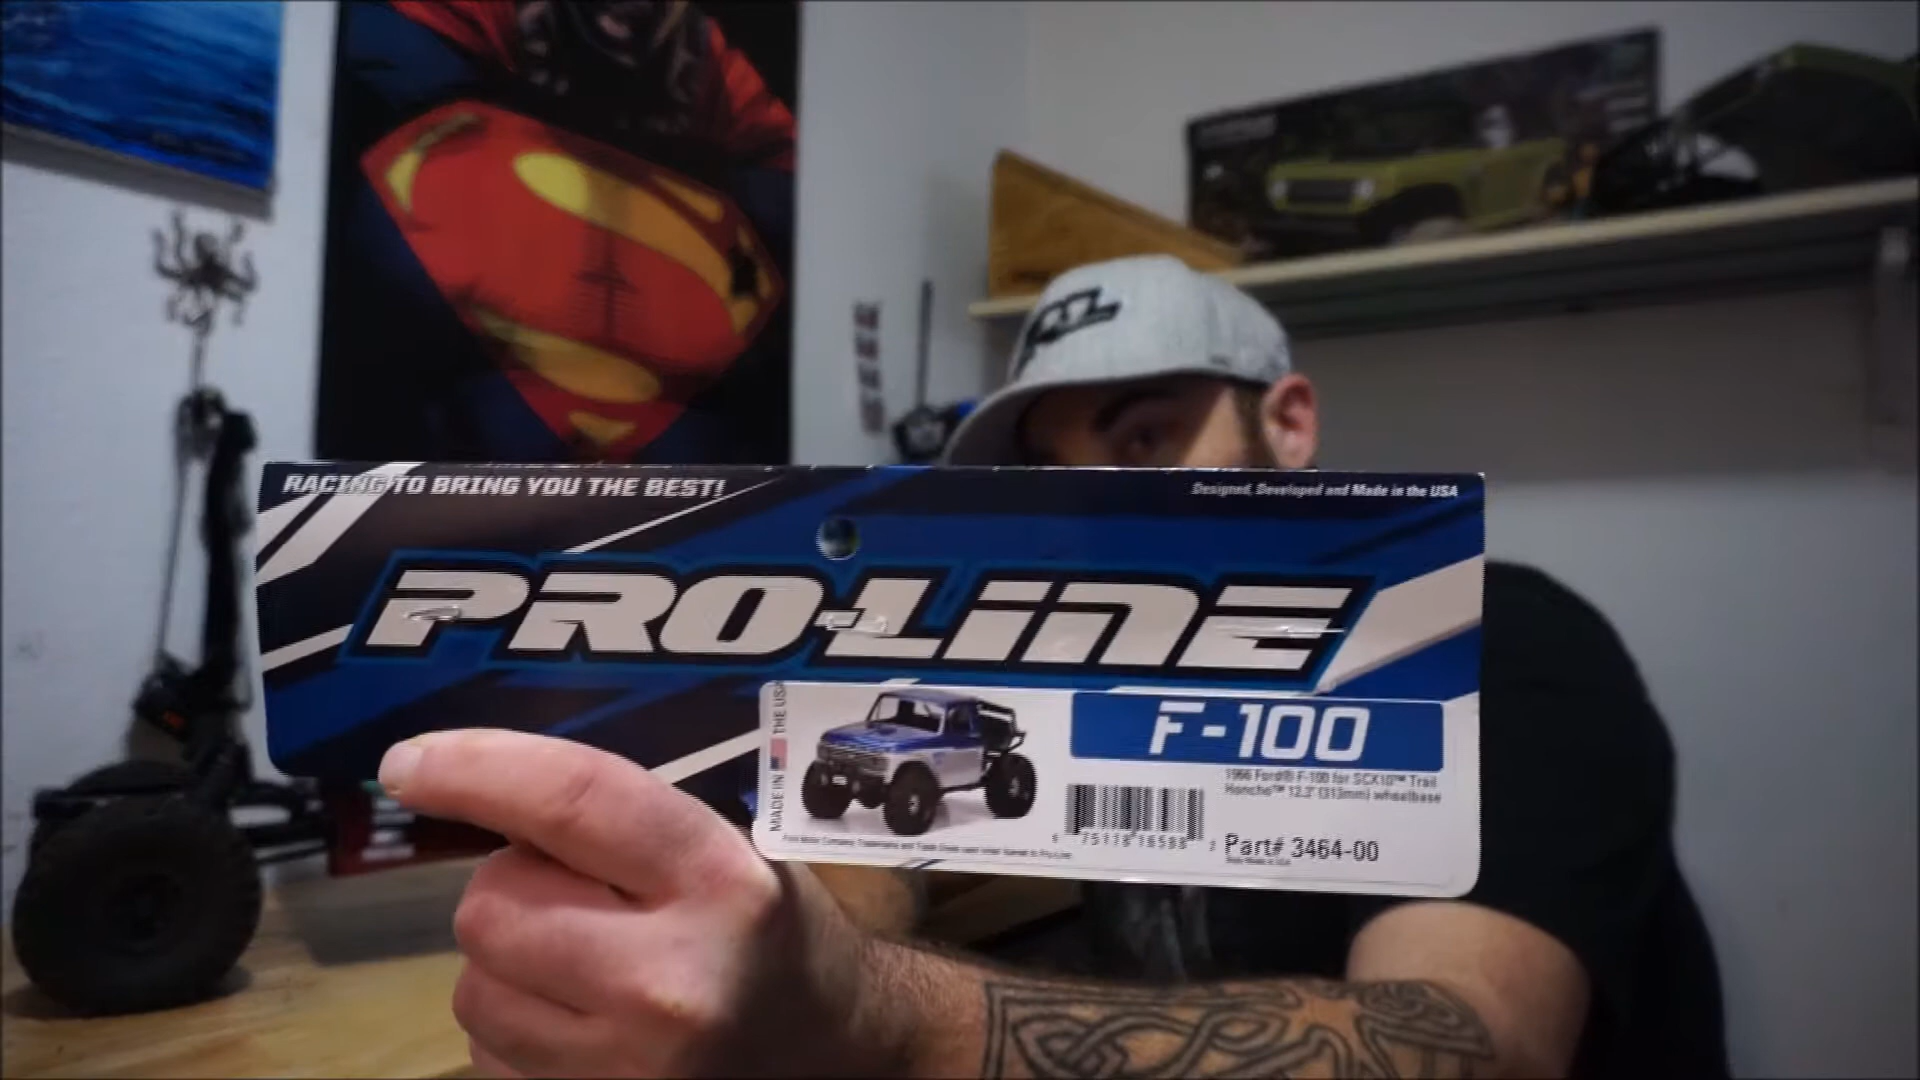 RACING TO BRING YOU THE BEST!
Designed, Developed and Made in the USA
PRO-LINE
MADE IN THE USA
F-100
1966 Ford® F-100 for SCX10™ Trail
Honcho™ 12.3" (313mm) wheelbase
Part# 3464-00